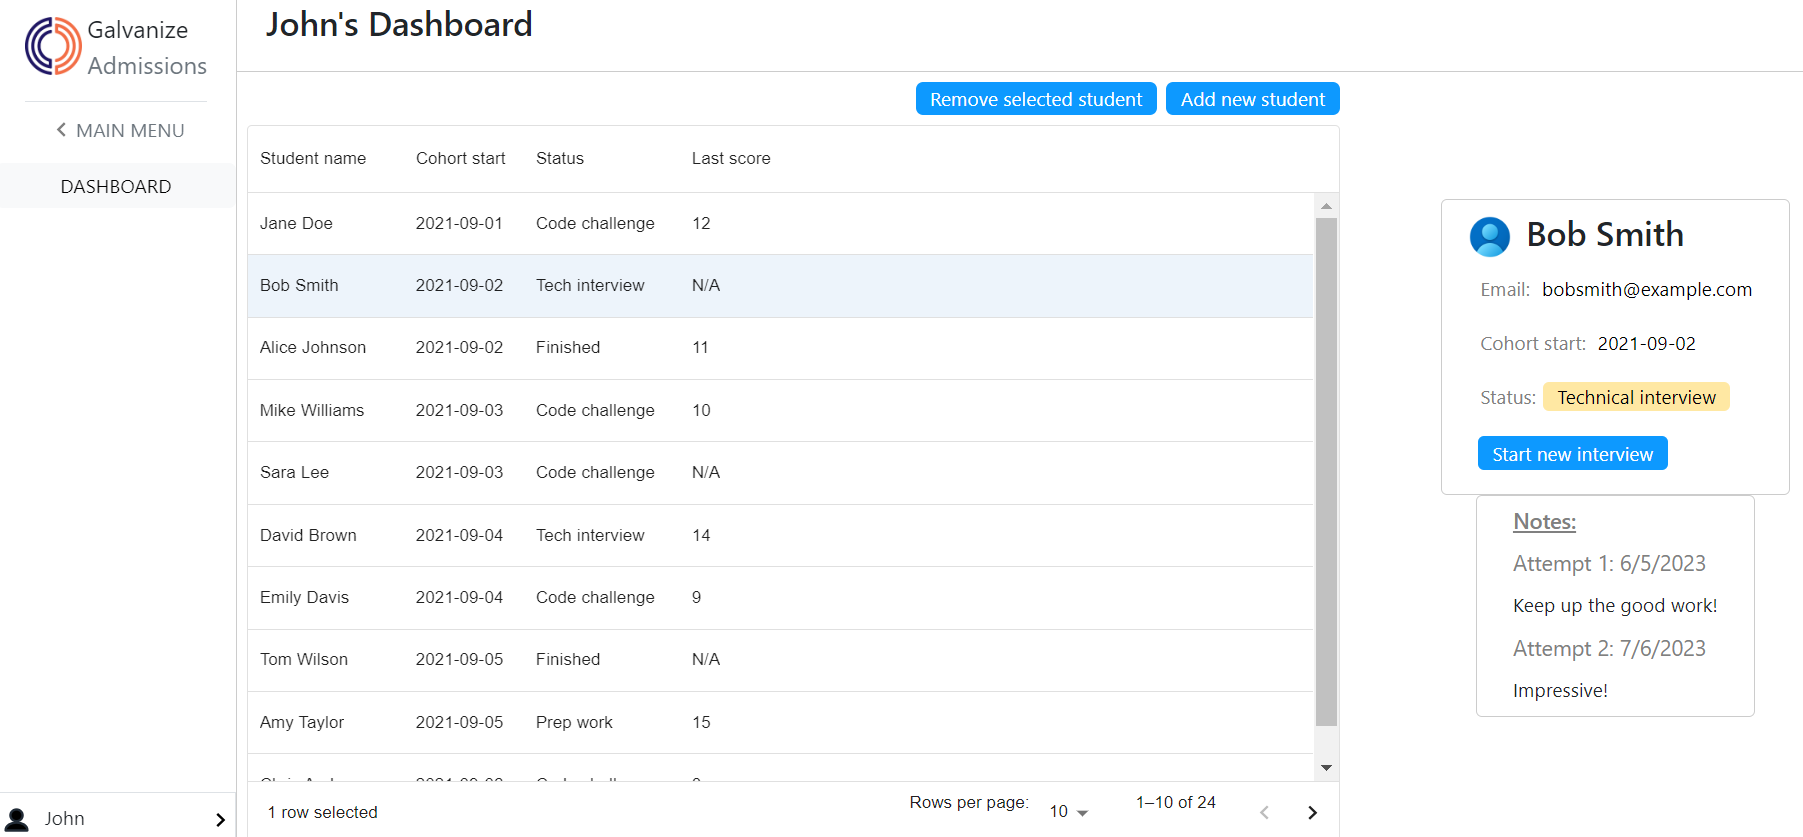 Galvanize
Admissions
MAIN MENU
DASHBOARD
John
John's Dashboard
Remove selected student Add new student
Student name Cohort start Status Last score
Jane Doe 2021-09-01 Code challenge 12
Bob Smith 2021-09-02 Tech interview N/A
Alice Johnson 2021-09-02 Finished 11
Mike Williams 2021-09-03 Code challenge 10
Sara Lee 2021-09-03 Code challenge N/A
David Brown 2021-09-04 Tech interview 14
Emily Davis 2021-09-04 Code challenge 9
Tom Wilson 2021-09-05 Finished N/A
Amy Taylor 2021-09-05 Prep work 15
1 row selected Rows per page: 10 1–10 of 24
Bob Smith
Email: bobsmith@example.com
Cohort start: 2021-09-02
Status: Technical interview
Start new interview
Notes:
Attempt 1: 6/5/2023
Keep up the good work!
Attempt 2: 7/6/2023
Impressive!